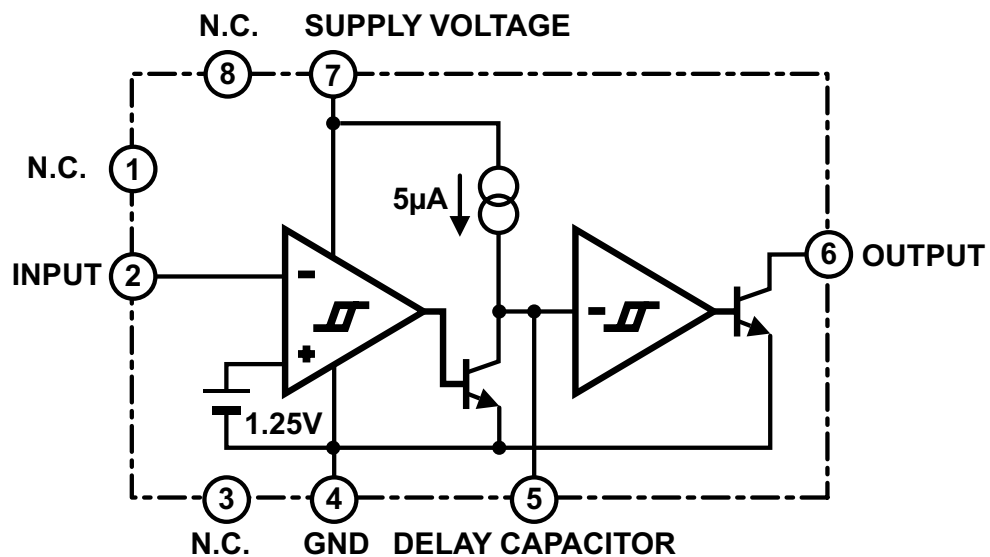 N.C. SUPPLY VOLTAGE
8 7
N.C. 1
5µA
INPUT 2
-
+
-
6 OUTPUT
1.25V
3 4 5
N.C. GND DELAY CAPACITOR